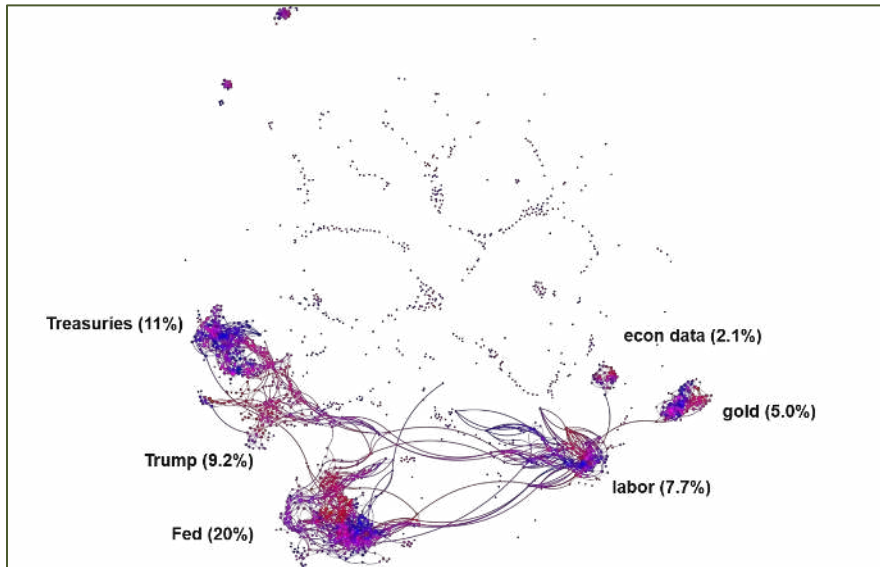 Treasuries (11%)
econ data (2.1%)
gold (5.0%)
Trump (9.2%)
labor (7.7%)
Fed (20%)